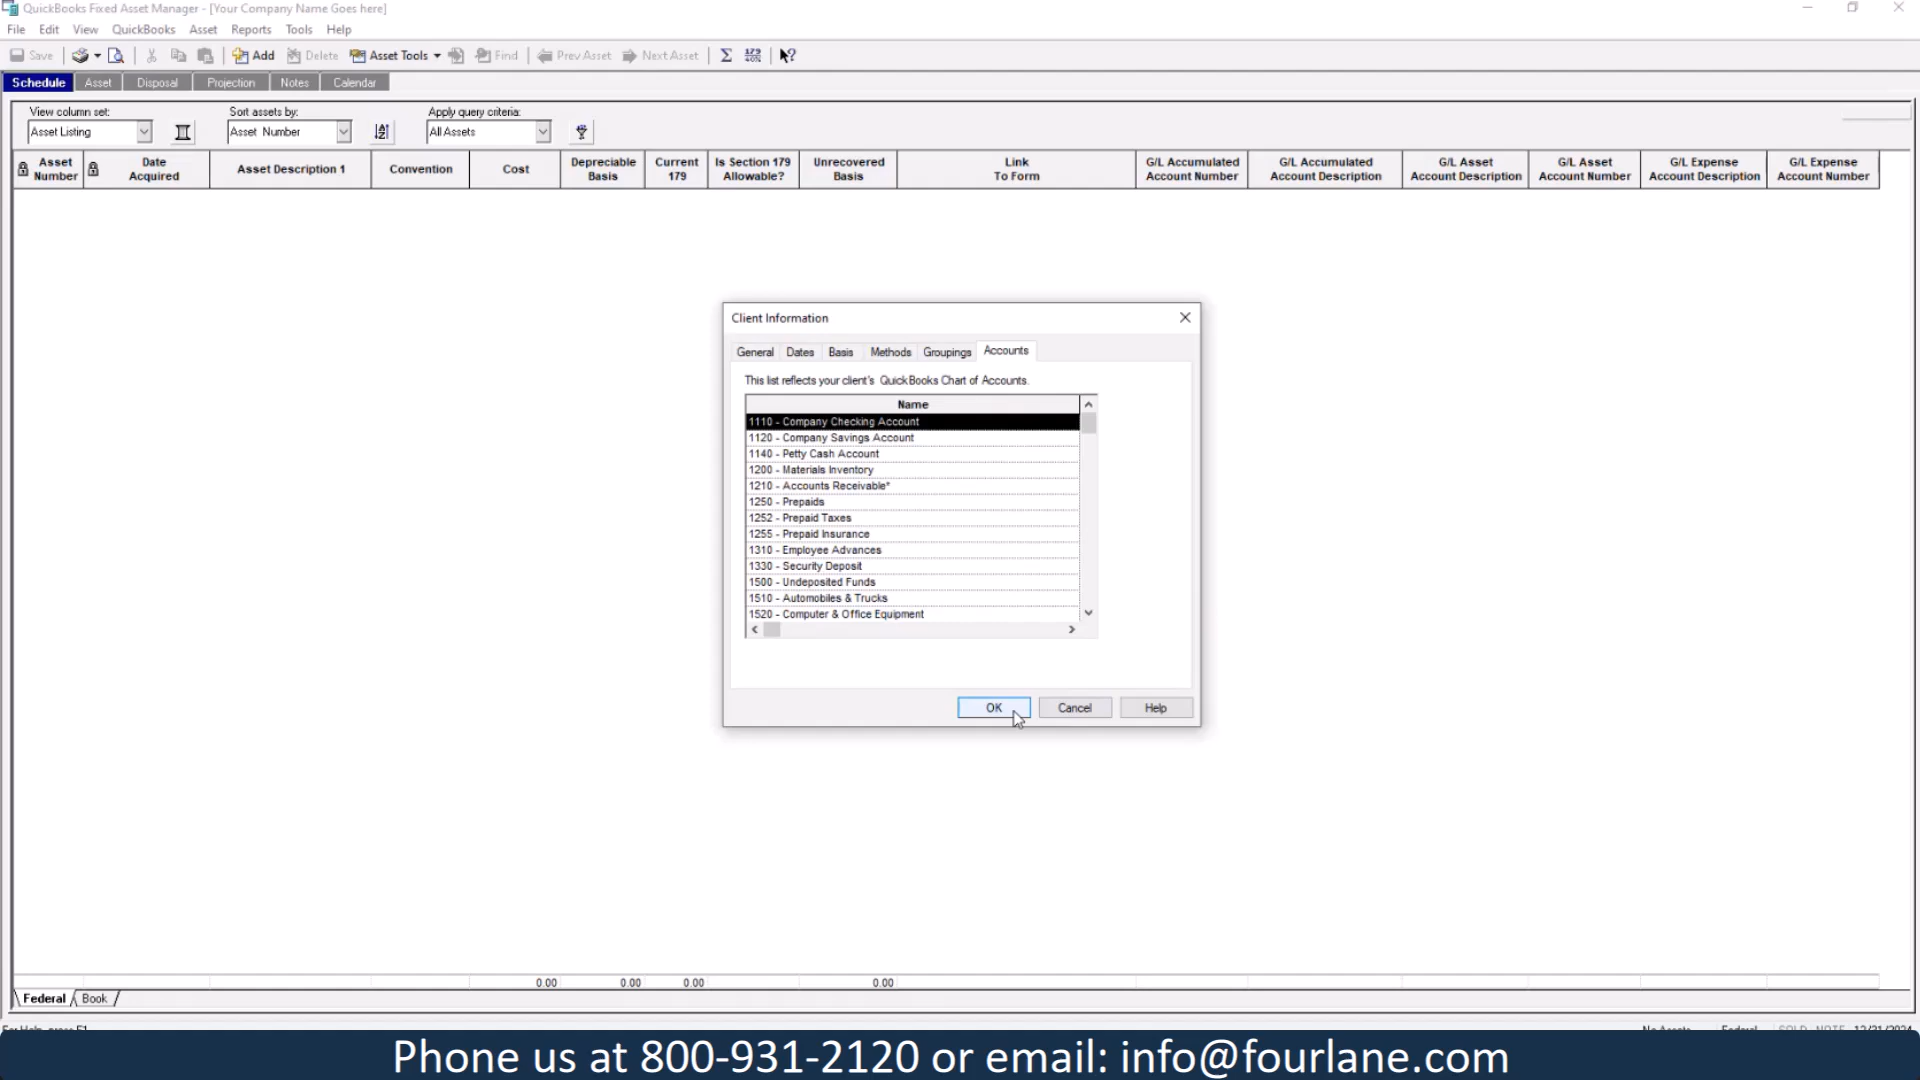 QuickBooks Fixed Asset Manager - [Your Company Name Goes here]
File Edit View QuickBooks Asset Reports Tools Help
Save Add Delete Asset Tools Find Prev Asset Next Asset
Schedule Asset Disposal Projection Notes Calendar
View column set: Sort assets by: Apply query criteria:
Asset Listing Asset Number All Assets
Asset Number Date Acquired Asset Description 1 Convention Cost Depreciable Basis Current 179 Is Section 179 Allowable? Unrecovered Basis Link To Form G/L Accumulated Account Number G/L Accumulated Account Description G/L Asset Account Description G/L Asset Account Number G/L Expense Account Description G/L Expense Account Number
Client Information
General Dates Basis Methods Groupings Accounts
This list reflects your client's QuickBooks Chart of Accounts.
Name
1110 - Company Checking Account
1120 - Company Savings Account
1140 - Petty Cash Account
1200 - Materials Inventory
1210 - Accounts Receivable*
1250 - Prepaids
1252 - Prepaid Taxes
1255 - Prepaid Insurance
1310 - Employee Advances
1330 - Security Deposit
1500 - Undeposited Funds
1510 - Automobiles & Trucks
1520 - Computer & Office Equipment
OK Cancel Help
0.00 0.00 0.00 0.00
Federal Book
Phone us at 800-931-2120 or email: info@fourlane.com